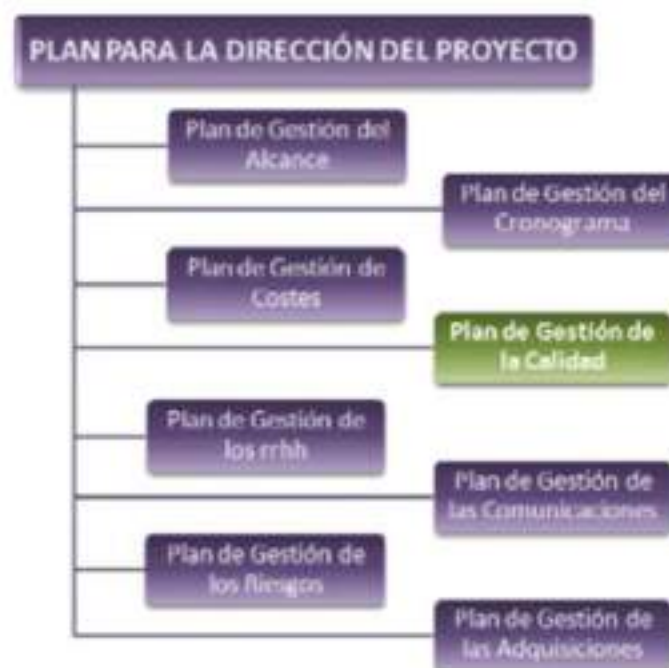 PLAN PARA LA DIRECCIÓN DEL PROYECTO
Plan de Gestión del
Alcance
Plan de Gestión del
Cronograma
Plan de Gestión de
Costes
Plan de Gestión de
la Calidad
Plan de Gestión de
los rrhh
Plan de Gestión de
las Comunicaciones
Plan de Gestión de
los Riesgos
Plan de Gestión de
las Adquisiciones